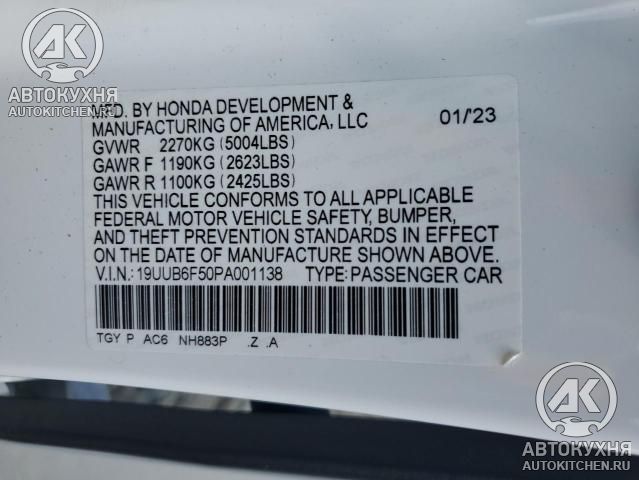 АВТОКУХНЯ
AUTOKITCHEN.RU
MFD. BY HONDA DEVELOPMENT &
MANUFACTURING OF AMERICA, LLC 01/'23
GVWR 2270KG (5004LBS)
GAWR F 1190KG (2623LBS)
GAWR R 1100KG (2425LBS)
THIS VEHICLE CONFORMS TO ALL APPLICABLE
FEDERAL MOTOR VEHICLE SAFETY, BUMPER,
AND THEFT PREVENTION STANDARDS IN EFFECT
ON THE DATE OF MANUFACTURE SHOWN ABOVE.
V.I.N.: 19UUB6F50PA001138 TYPE: PASSENGER CAR
TGY P AC6 NH883P .Z .A
АК
АВТОКУХНЯ
AUTOKITCHEN.RU